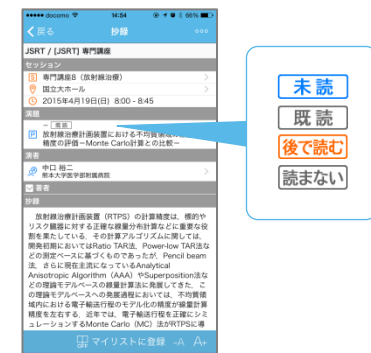 docomo 14:54 66%
戻る 抄録
JSRT / [JSRT] 専門講座
セッション
S 専門講座8（放射線治療）
国立大ホール
2015年4月19日(日) 8:00 - 8:45
演題
－ 既読
P 放射線治療計画装置における不均質領域の
精度の評価－Monte Carlo計算との比較－
演者
中口 裕二
熊本大学医学部附属病院
著者
抄録
放射線治療計画装置（RTPS）の計算精度は、標的や
リスク臓器に対する正確な線量分布計算などに重要な役
割を果たしている。その計算アルゴリズムに関しては、
開発初期においてはRatio TAR法、Power-low TAR法な
どの測定ベースに基づくものであったが、Pencil beam
法、さらに現在主流になっているAnalytical
Anisotropic Algorithm（AAA）やSuperposition法な
どの理論モデルベースの線量計算法に発展してきた。こ
の理論モデルベースへの発展過程においては、不均質領
域内における電子輸送行程のモデル化の精度が線量計算
精度を左右する。近年では、電子輸送行程を正確にシミ
ュレーションするMonte Carlo（MC）法がRTPSに導
OFF マイリストに登録 -A A+
未読
既読
後で読む
読まない